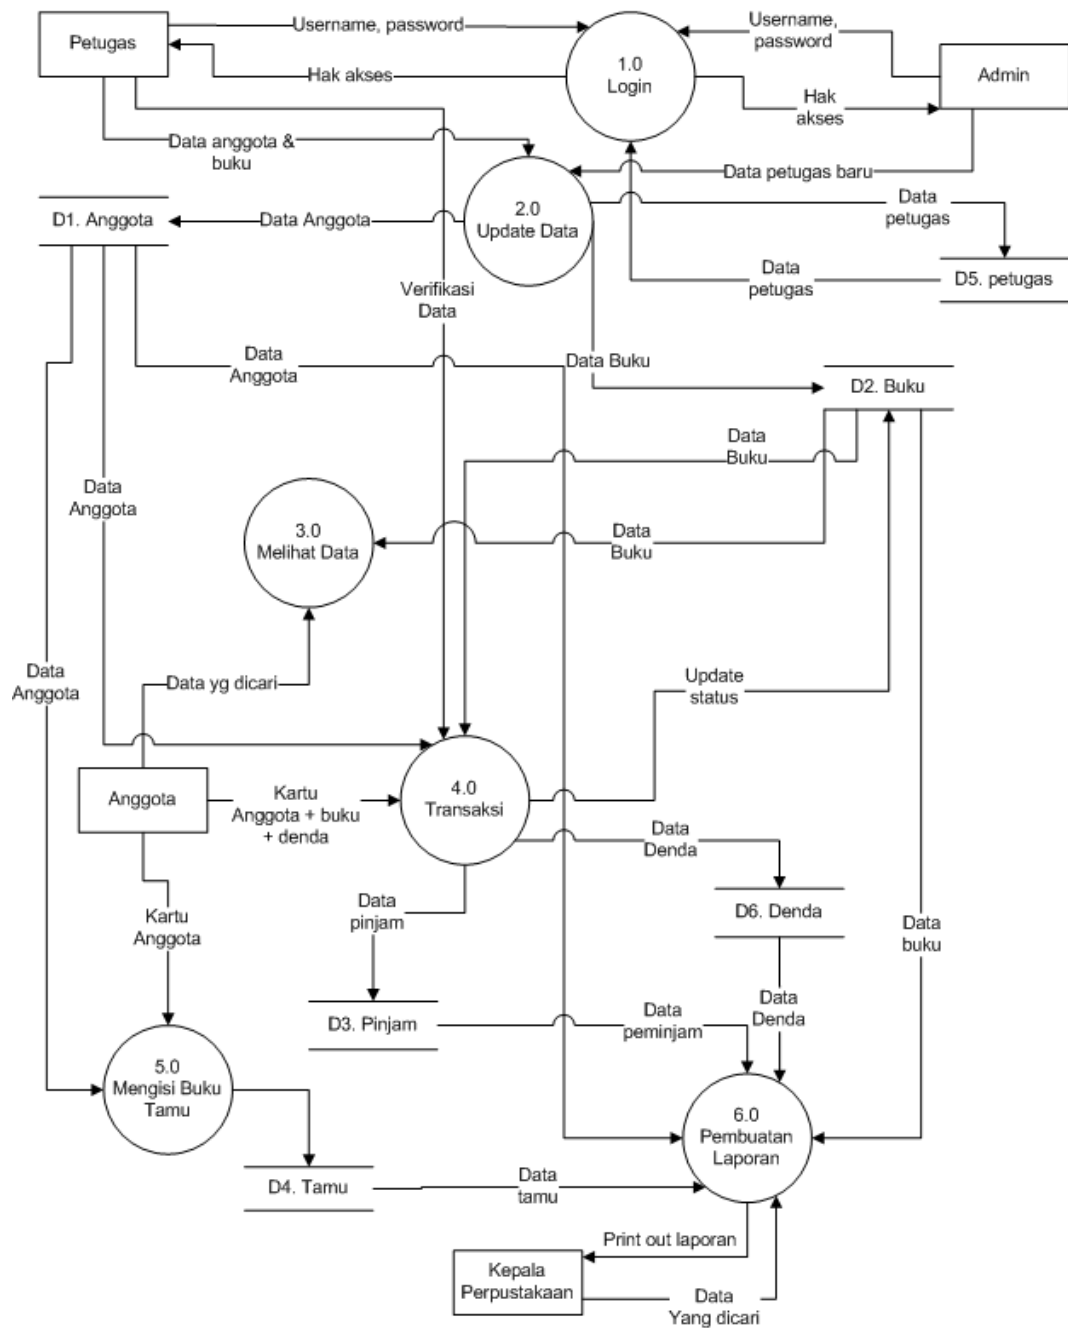 Petugas
Username, password
Hak akses
1.0
Login
Username,
password
Admin
Hak
akses
Data anggota &
buku
Data petugas baru
D1. Anggota
Data Anggota
2.0
Update Data
Data
petugas
Data
petugas
D5. petugas
Verifikasi
Data
Data
Anggota
Data Buku
D2. Buku
Data
Buku
Data
Anggota
3.0
Melihat Data
Data
Buku
Data
Anggota
Data yg dicari
Update
status
Anggota
Kartu
Anggota + buku
+ denda
4.0
Transaksi
Data
Denda
Data
pinjam
D6. Denda
Kartu
Anggota
Data
buku
D3. Pinjam
Data
peminjam
Data
Denda
5.0
Mengisi Buku
Tamu
6.0
Pembuatan
Laporan
D4. Tamu
Data
tamu
Print out laporan
Kepala
Perpustakaan
Data
Yang dicari